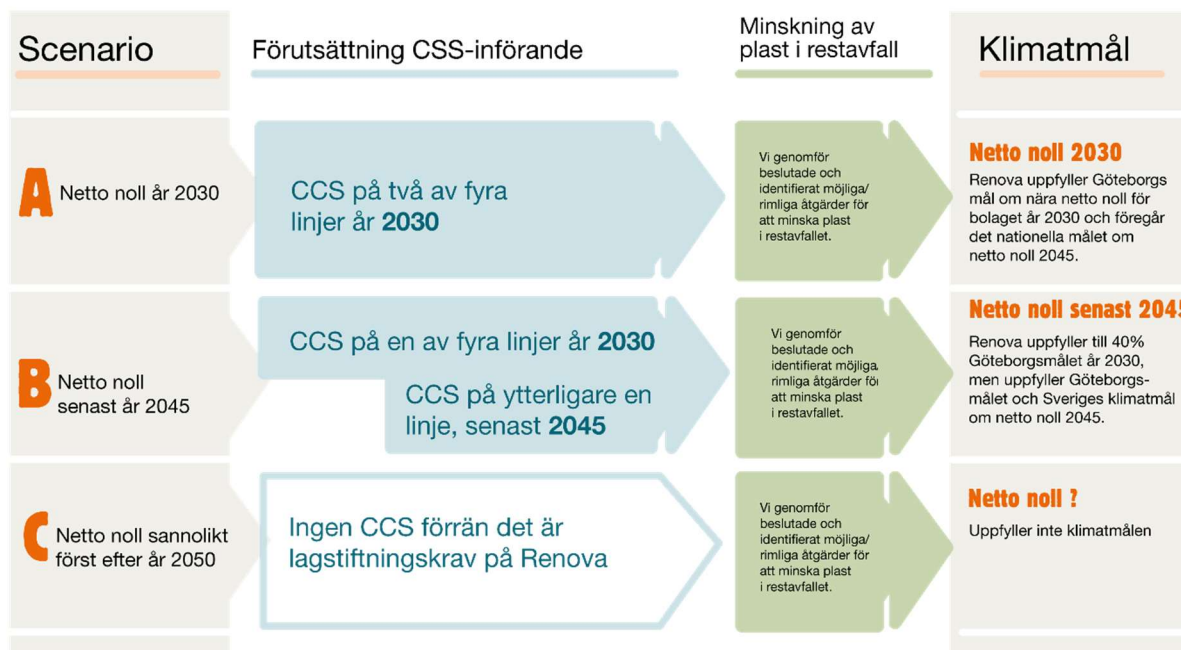 Scenario
Förutsättning CSS-införande
Minskning av
plast i restavfall
Klimatmål
A
Netto noll år 2030
CCS på två av fyra
linjer år 2030
Vi genomför
beslutade och
identifierat möjliga/
rimliga åtgärder för
att minska plast
i restavfallet.
Netto noll 2030
Renova uppfyller Göteborgs
mål om nära netto noll för
bolaget år 2030 och föregår
det nationella målet om
netto noll 2045.
B
Netto noll
senast år 2045
CCS på en av fyra linjer år 2030
CCS på ytterligare en
linje, senast 2045
Vi genomför
beslutade och
identifierat möjliga
rimliga åtgärder för
att minska plast
i restavfallet.
Netto noll senast 2045
Renova uppfyller till 40%
Göteborgsmålet år 2030,
men uppfyller Göteborgs-
målet och Sveriges klimatmål
om netto noll 2045.
C
Netto noll sannolikt
först efter år 2050
Ingen CCS förrän det är
lagstiftningskrav på Renova
Vi genomför
beslutade och
identifierat möjliga/
rimliga åtgärder för
att minska plast
i restavfallet.
Netto noll ?
Uppfyller inte klimatmålen